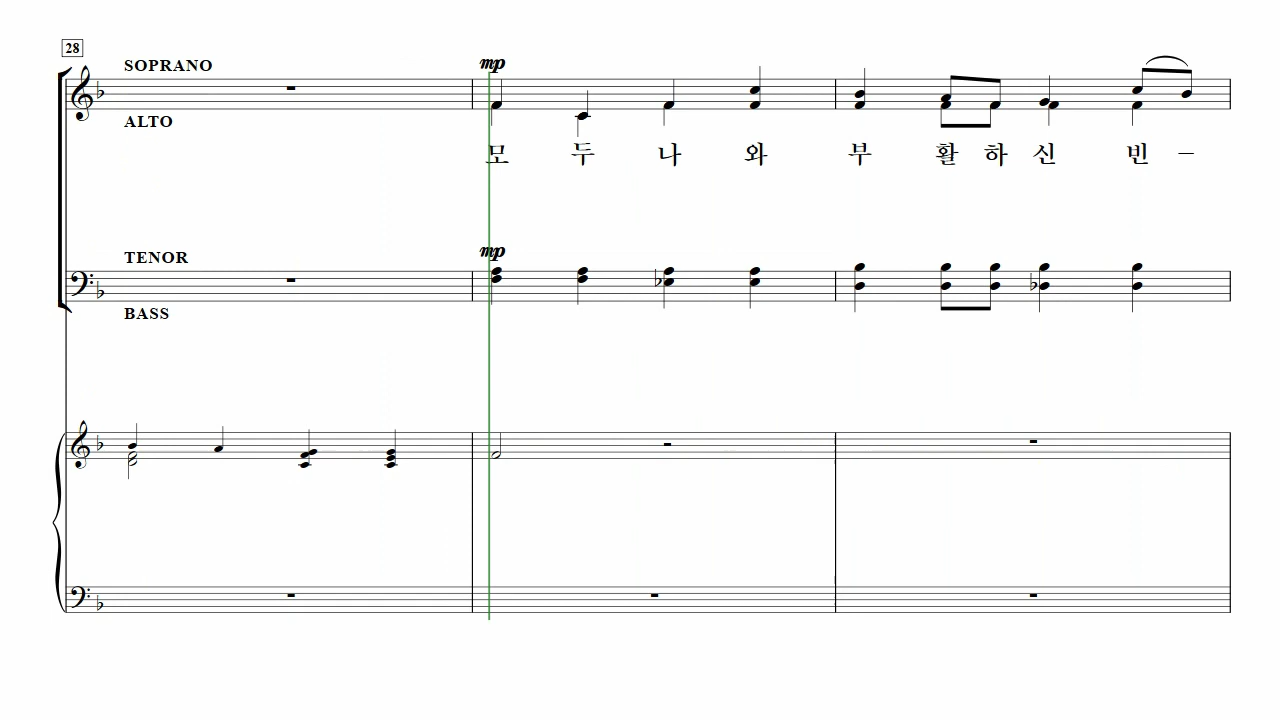 28
SOPRANO
mp
ALTO
모 두 나 와 부 활 하 신 빈 –
TENOR
mp
BASS